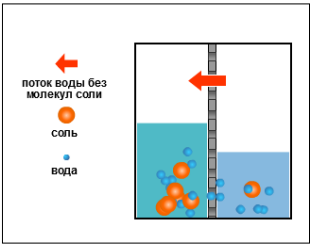 поток воды без
молекул соли
соль
вода